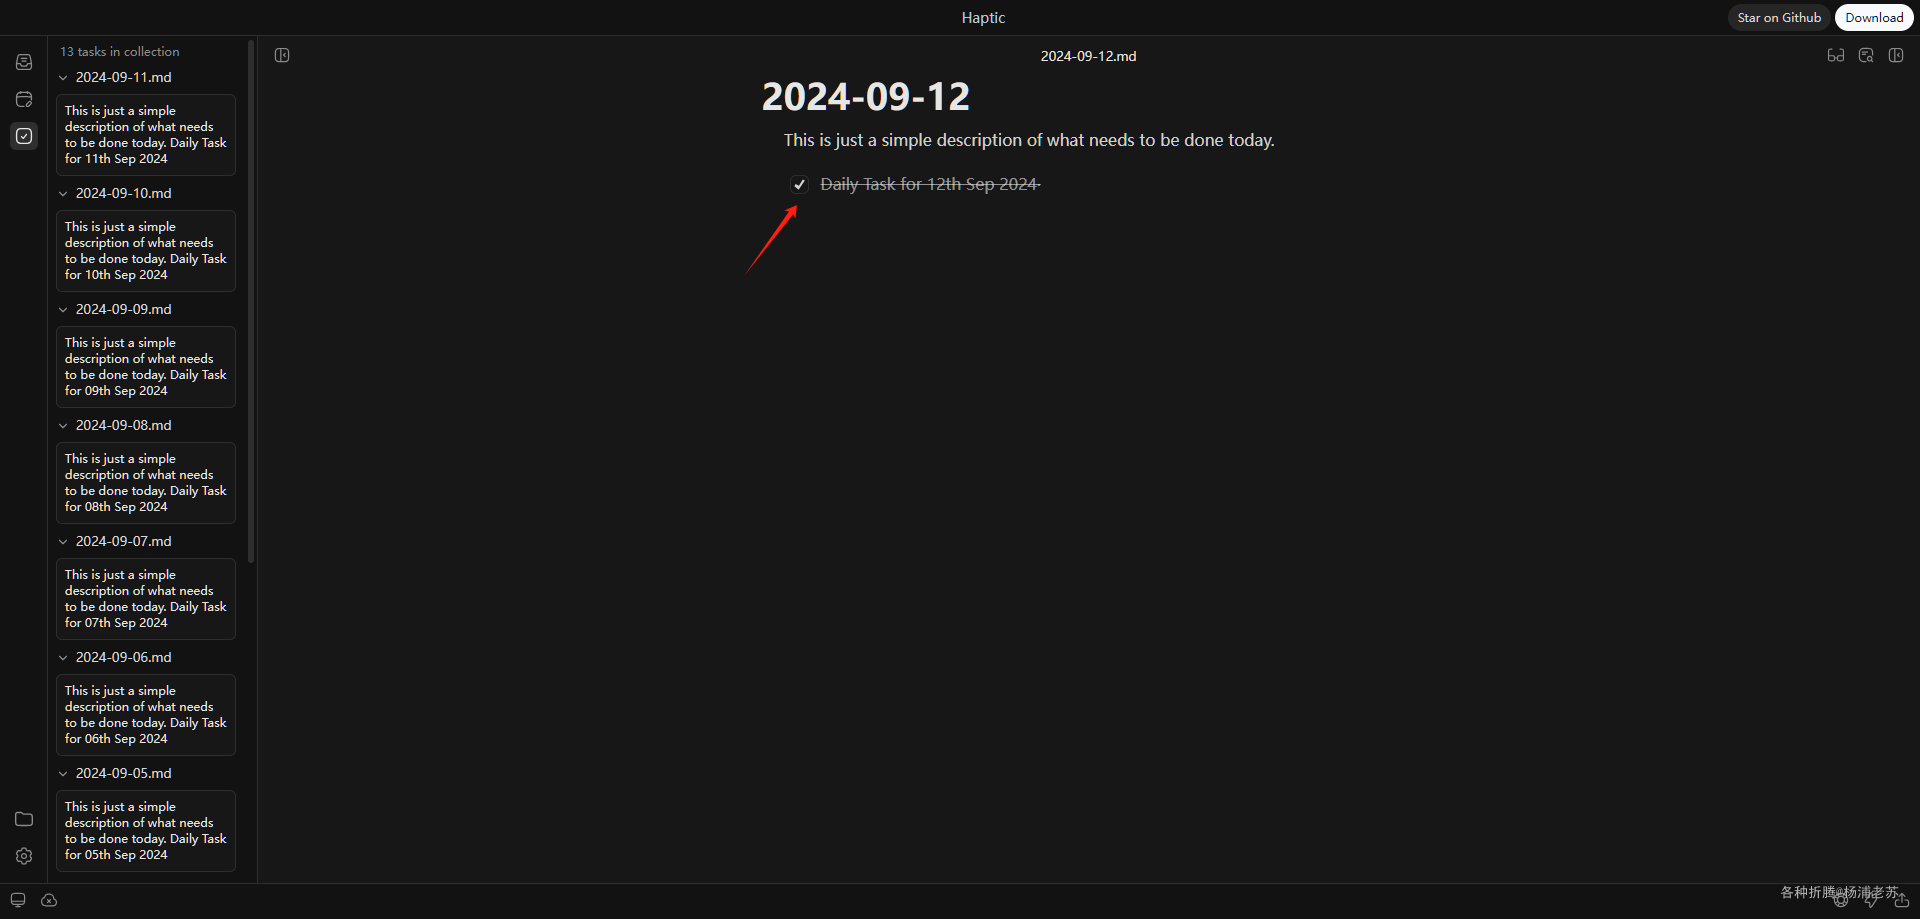 Haptic
Star on Github
Download
13 tasks in collection
2024-09-11.md
This is just a simple
description of what needs
to be done today. Daily Task
for 11th Sep 2024
2024-09-10.md
This is just a simple
description of what needs
to be done today. Daily Task
for 10th Sep 2024
2024-09-09.md
This is just a simple
description of what needs
to be done today. Daily Task
for 09th Sep 2024
2024-09-08.md
This is just a simple
description of what needs
to be done today. Daily Task
for 08th Sep 2024
2024-09-07.md
This is just a simple
description of what needs
to be done today. Daily Task
for 07th Sep 2024
2024-09-06.md
This is just a simple
description of what needs
to be done today. Daily Task
for 06th Sep 2024
2024-09-05.md
This is just a simple
description of what needs
to be done today. Daily Task
for 05th Sep 2024
2024-09-12.md
2024-09-12
This is just a simple description of what needs to be done today.
Daily Task for 12th Sep 2024
各种折腾@杨浦老苏